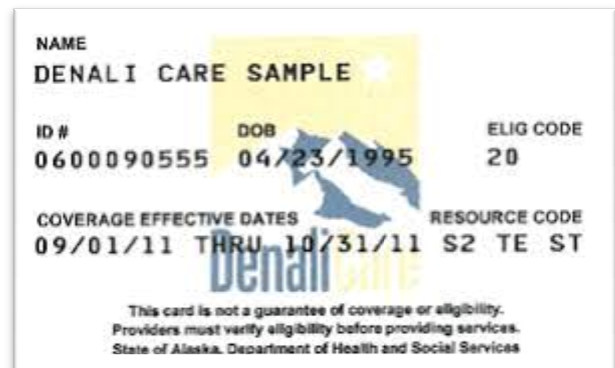 NAME
DENALI CARE SAMPLE
ID # DOB ELIG CODE
0600090555 04/23/1995 20
COVERAGE EFFECTIVE DATES RESOURCE CODE
09/01/11 THRU 10/31/11 S2 TE ST
DenaliCare
This card is not a guarantee of coverage or eligibility.
Providers must verify eligibility before providing services.
State of Alaska, Department of Health and Social Services